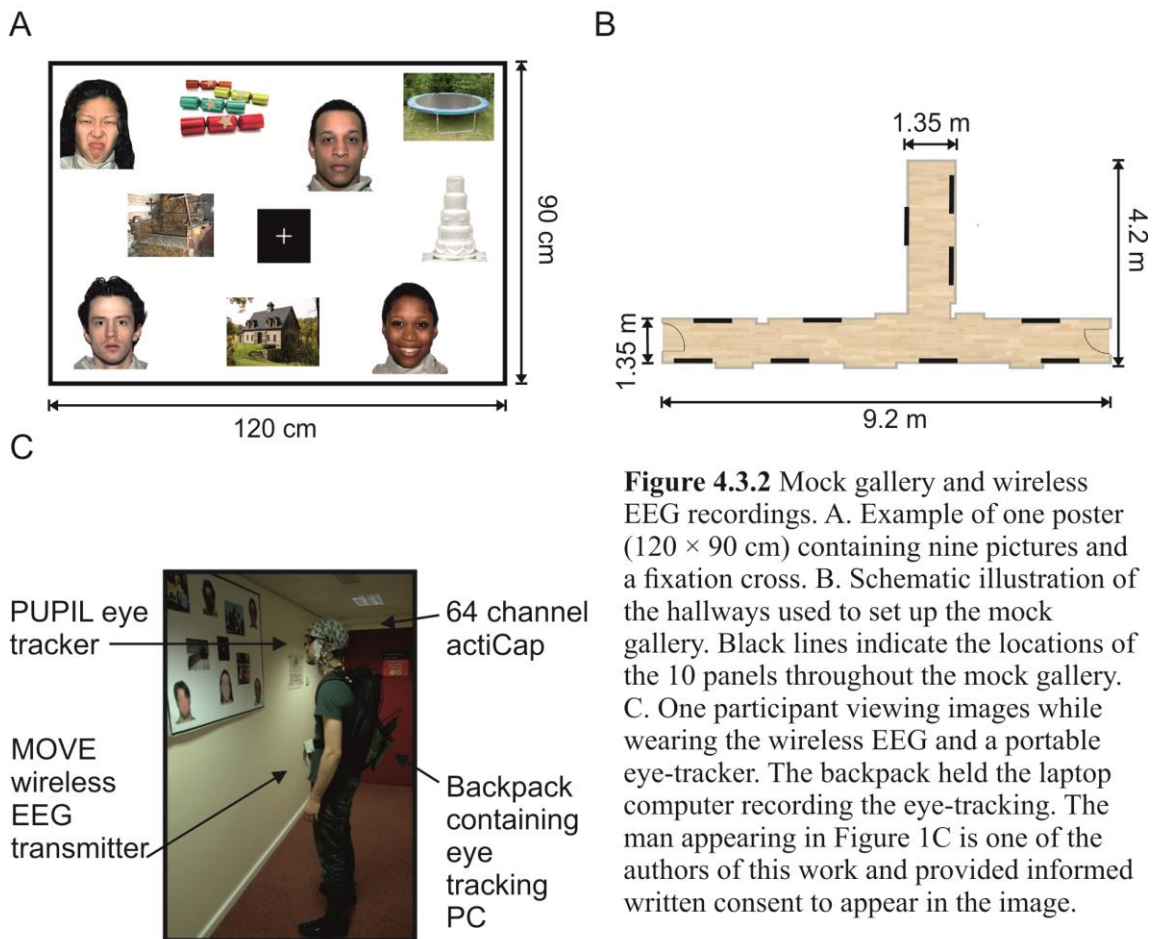 A
90 cm
120 cm
B
1.35 m
4.2 m
1.35 m
9.2 m
C
PUPIL eye
tracker
MOVE
wireless
EEG
transmitter
64 channel
actiCap
Backpack
containing
eye
tracking
PC
Figure 4.3.2 Mock gallery and wireless
EEG recordings. A. Example of one poster
(120 × 90 cm) containing nine pictures and
a fixation cross. B. Schematic illustration of
the hallways used to set up the mock
gallery. Black lines indicate the locations of
the 10 panels throughout the mock gallery.
C. One participant viewing images while
wearing the wireless EEG and a portable
eye-tracker. The backpack held the laptop
computer recording the eye-tracking. The
man appearing in Figure 1C is one of the
authors of this work and provided informed
written consent to appear in the image.